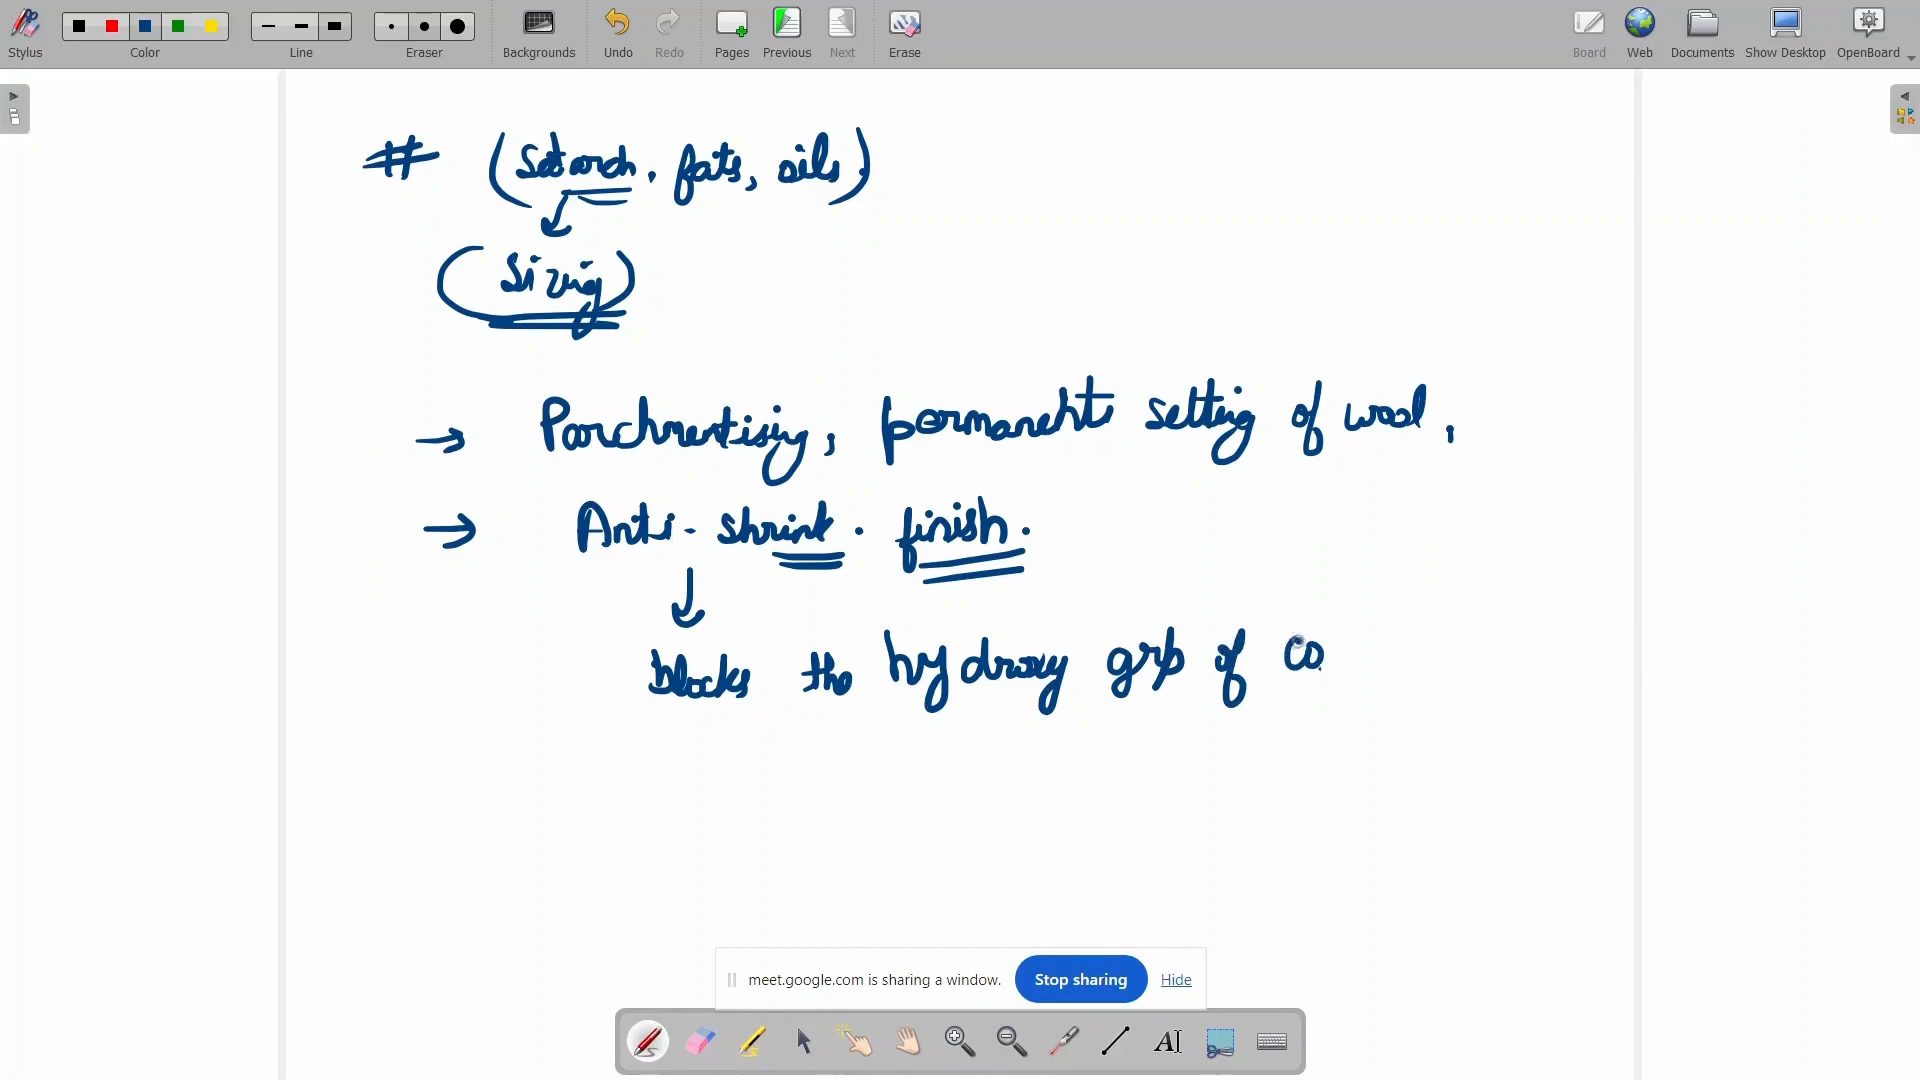 Stylus Color Line Eraser Backgrounds Undo Redo Pages Previous Next Erase Board Web Documents Show Desktop OpenBoard
# (Starch, fats, oils)
(Sizing)
→ Parchmentising, permanent setting of wool,
→ Anti-shrink. finish.
blocks the hydroxy grp of co
meet.google.com is sharing a window. Stop sharing Hide